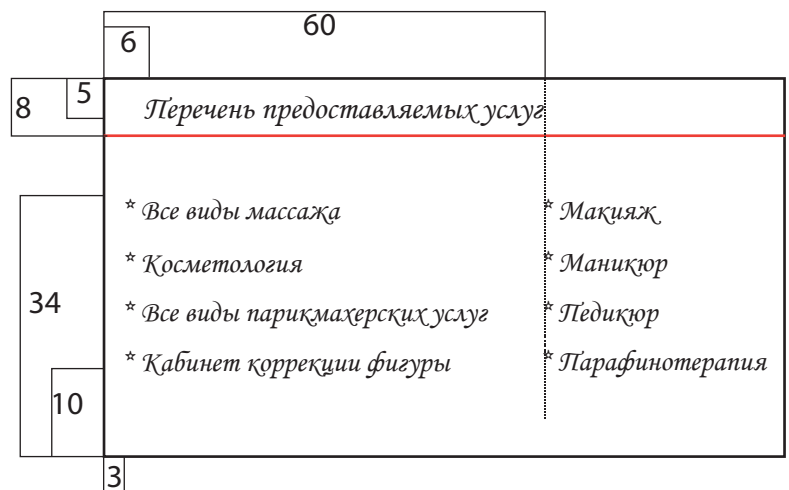 60
6
5
8
Перечень предоставляемых услуг
* Все виды массажа
* Макияж
* Косметология
* Маникюр
34
* Все виды парикмахерских услуг
* Педикюр
* Кабинет коррекции фигуры
* Парафинотерапия
10
3